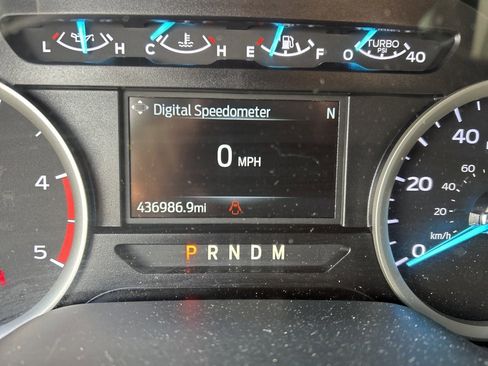 L H C H E F 0 TURBO PSI 40
Digital Speedometer N
0 MPH
436986.9mi
P R N D M
4
5
40
20
0
60
40
20
km/h